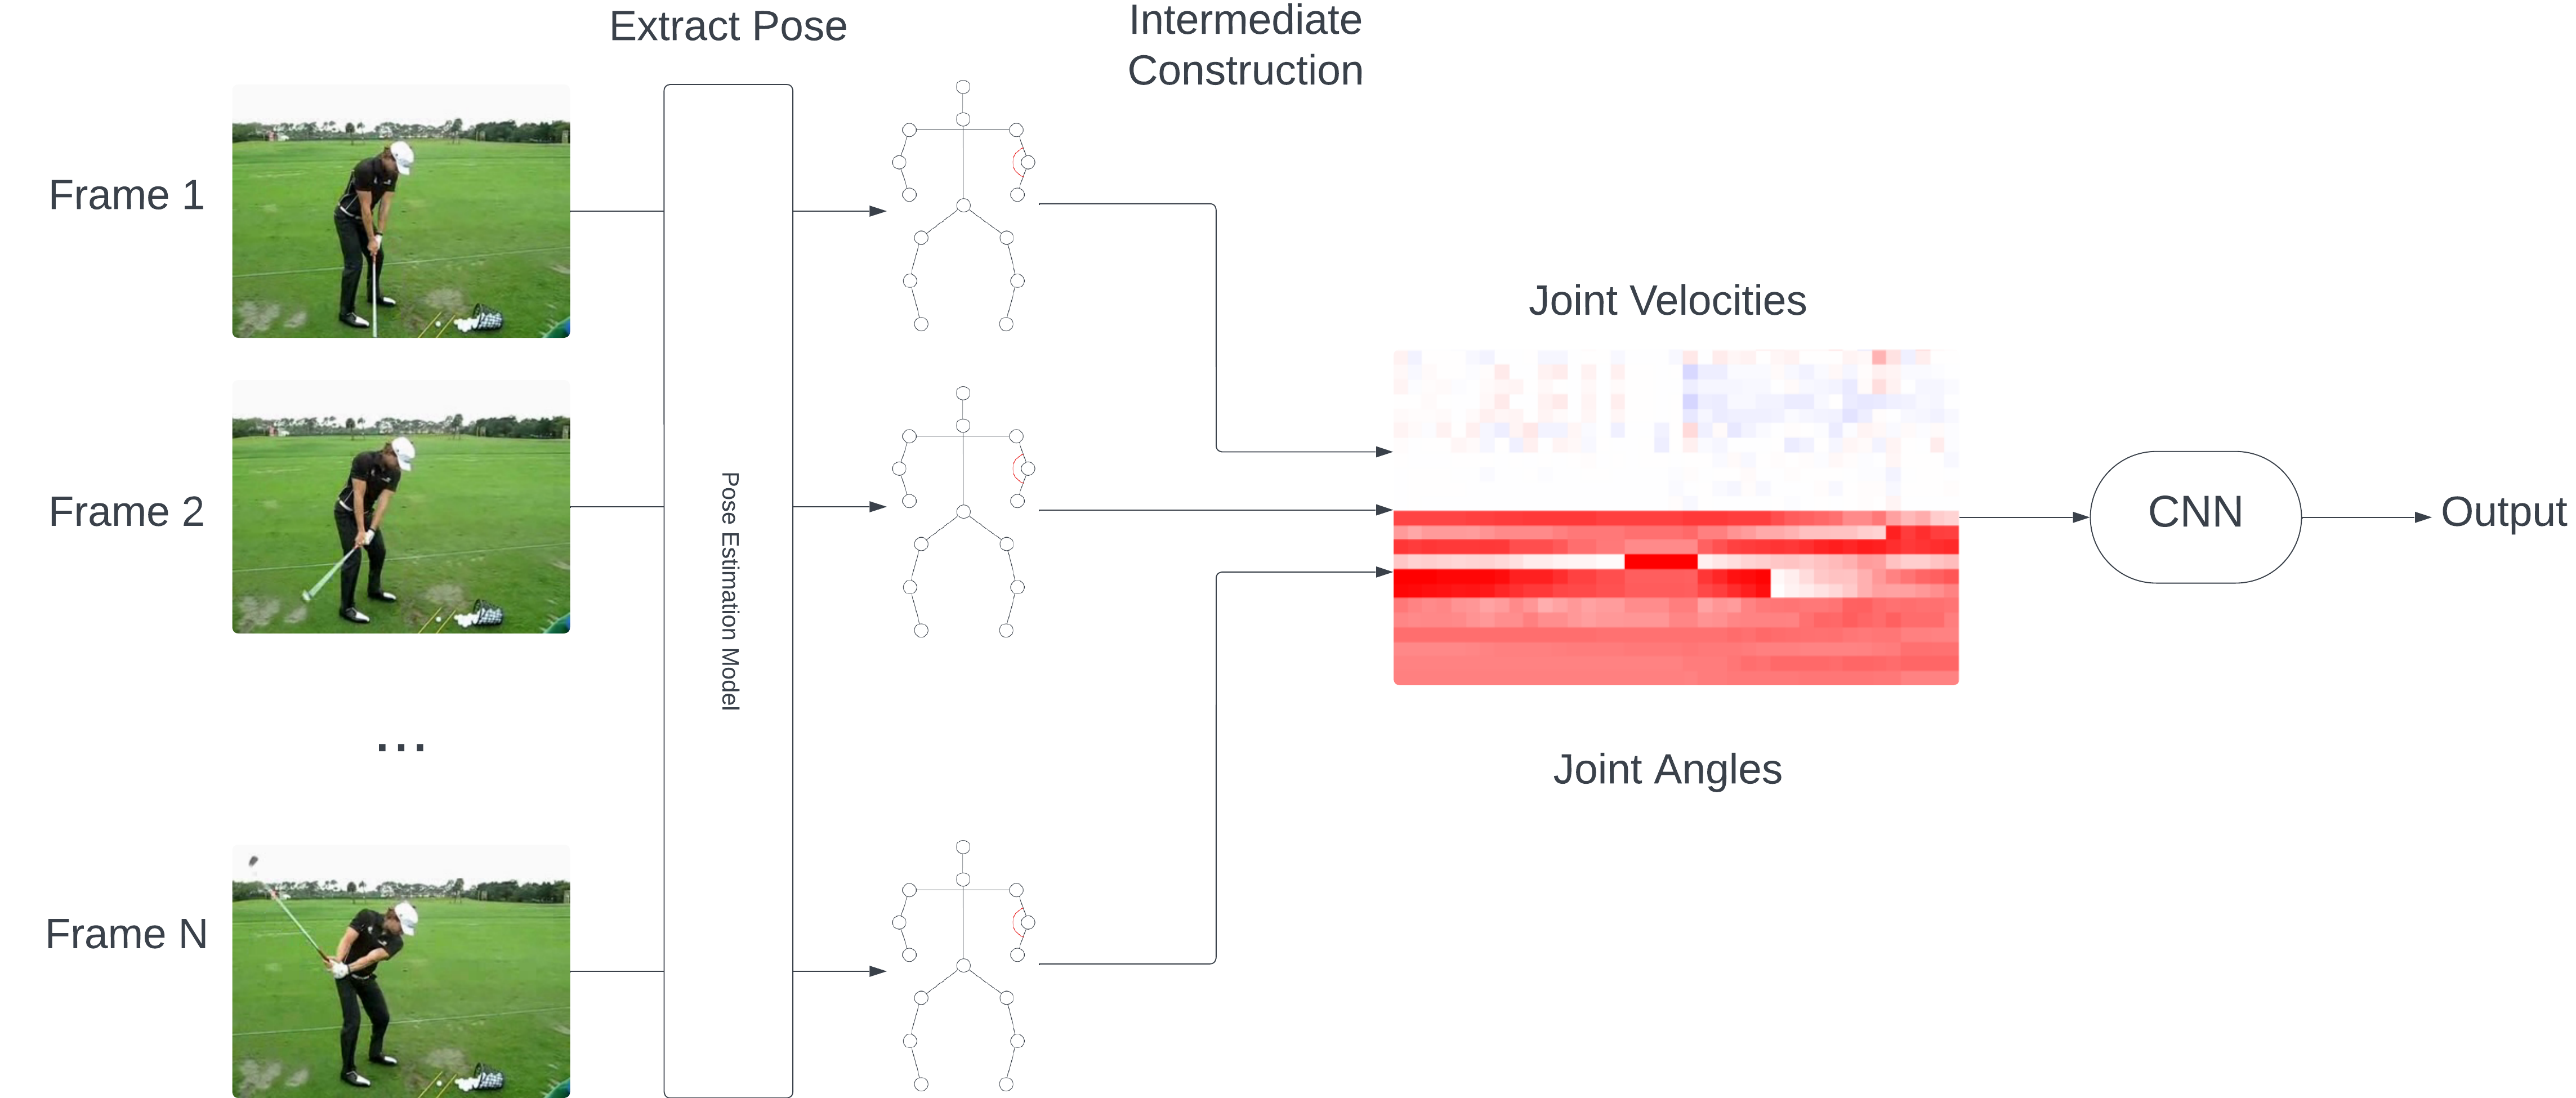 Extract Pose
Intermediate
Construction
Frame 1
Frame 2
...
Frame N
Pose Estimation Model
Joint Velocities
Joint Angles
CNN
Output